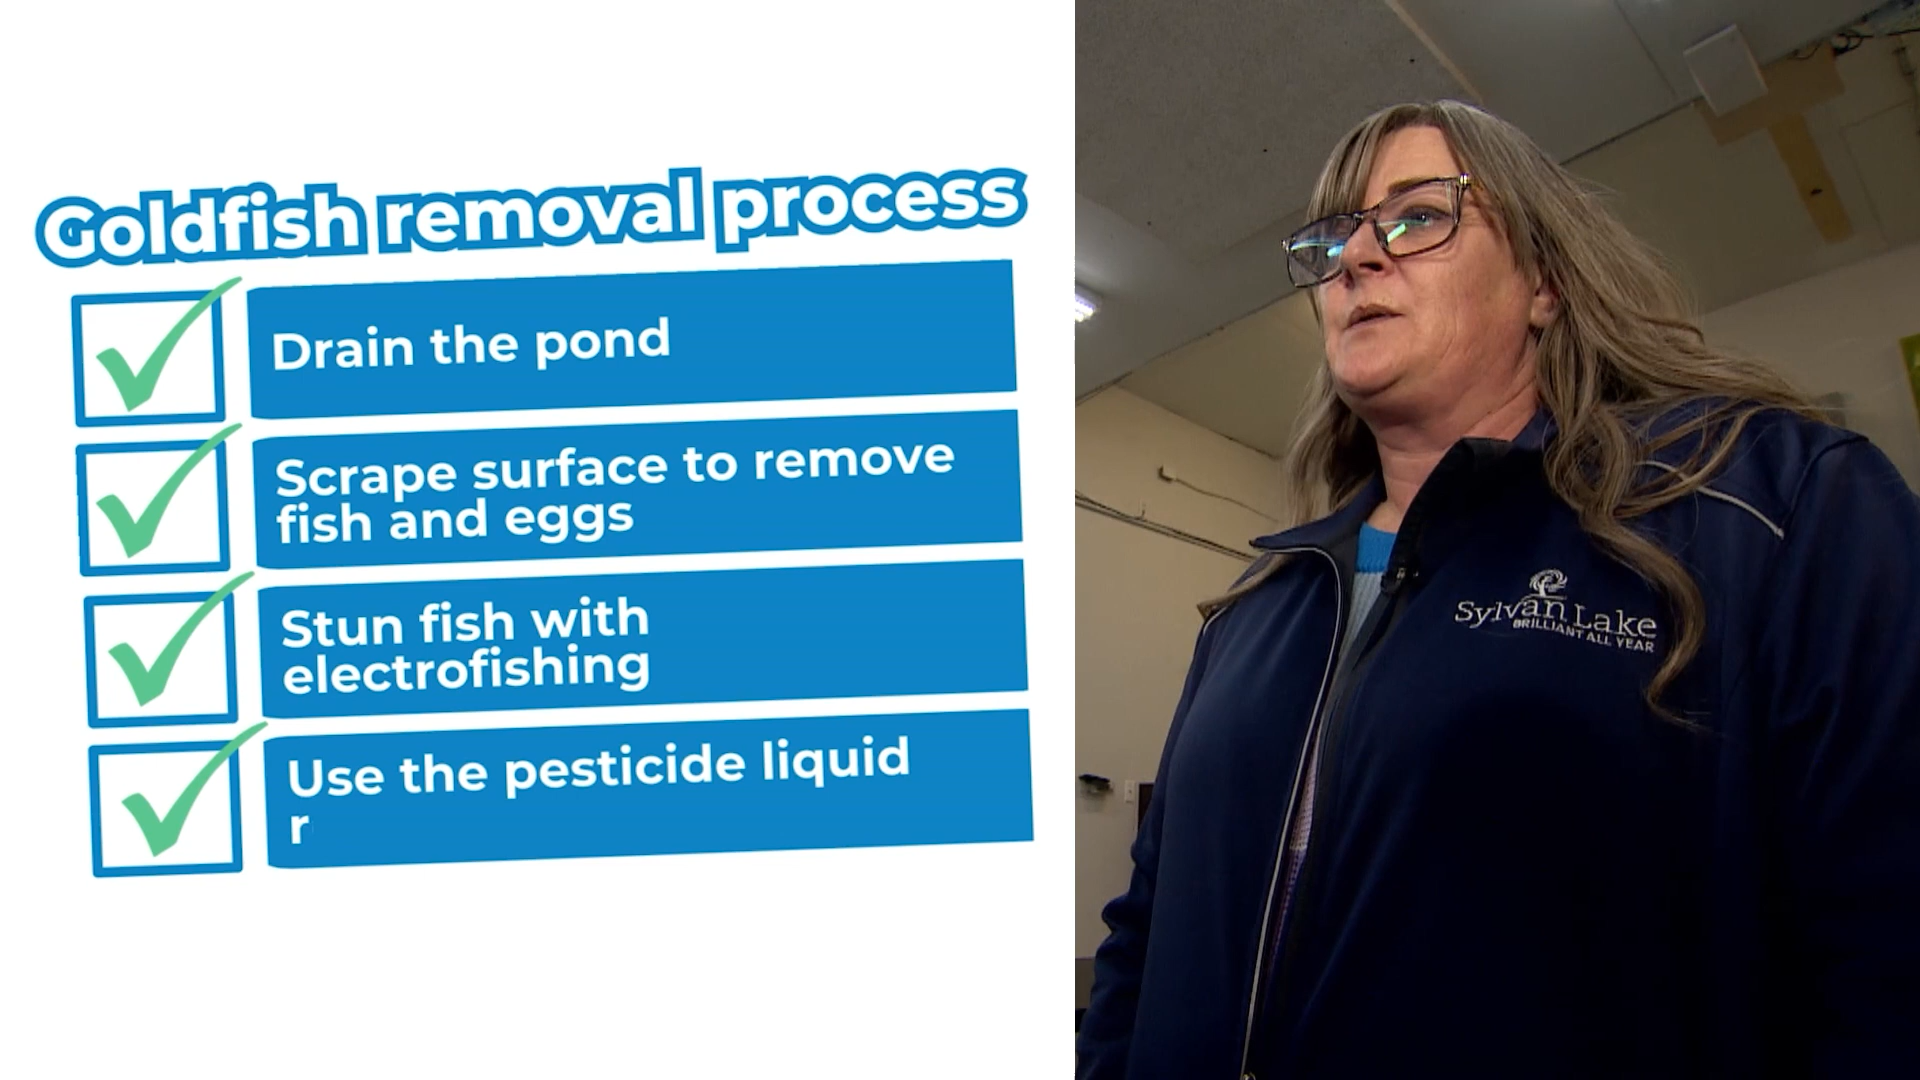 Goldfish removal process
Drain the pond
Scrape surface to remove
fish and eggs
Stun fish with
electrofishing
Use the pesticide liquid
r
Sylvan Lake
BRILLIANT ALL YEAR